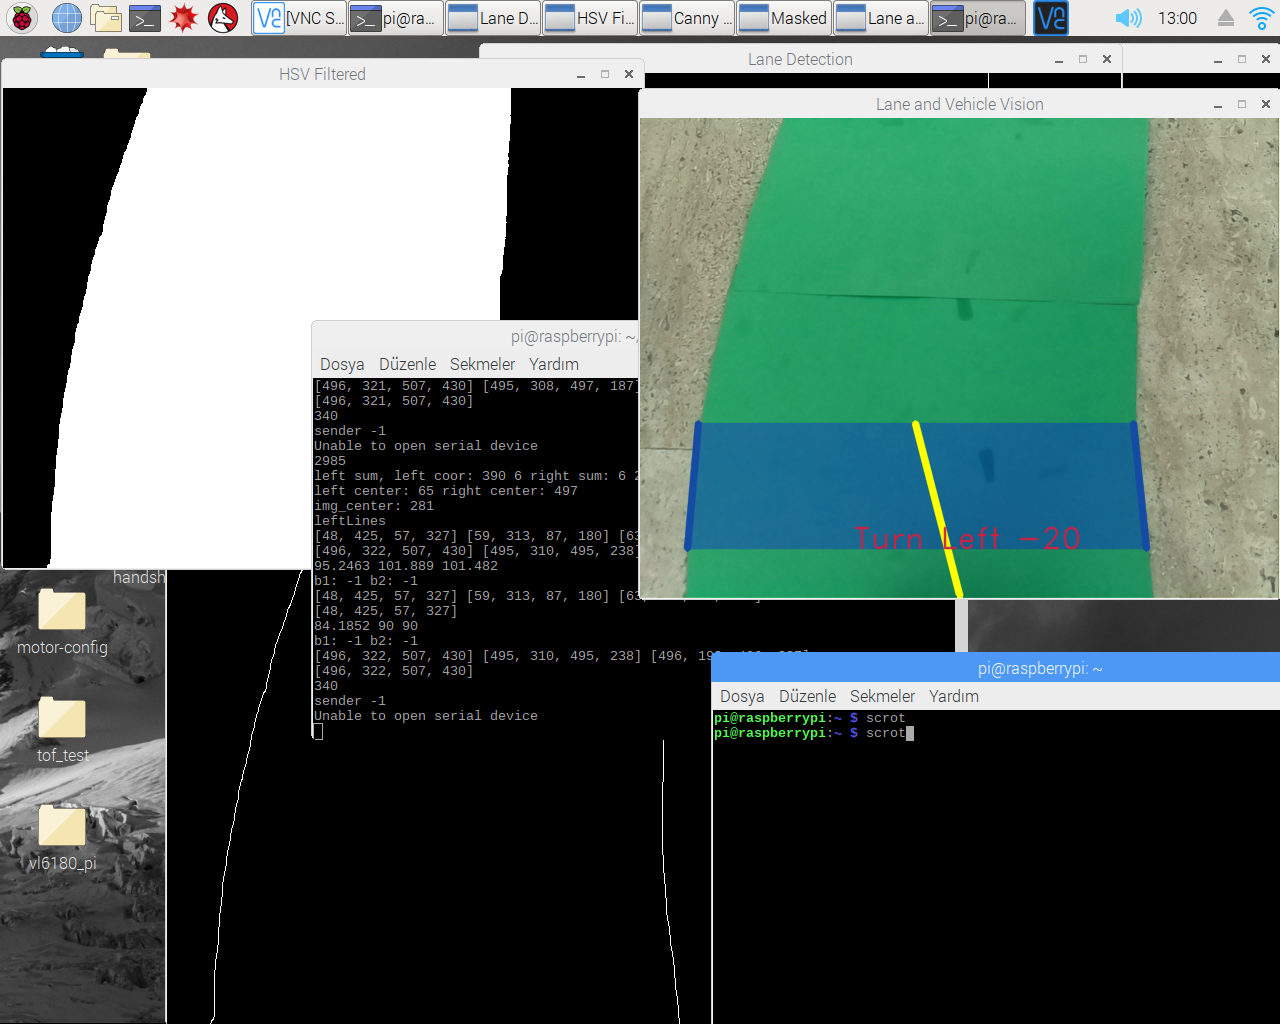 [VNC S...
pi@ra...
Lane D...
HSV Fi...
Canny ...
Masked
Lane a...
pi@ra...
13:00
Lane Detection
HSV Filtered
Lane and Vehicle Vision
Turn Left -20
pi@raspberrypi: ~/
Dosya Düzenle Sekmeler Yardım
[496, 321, 507, 430] [495, 308, 497, 187]
[496, 321, 507, 430]
340
sender -1
Unable to open serial device
2985
left sum, left coor: 390 6 right sum: 6 2
left center: 65 right center: 497
img_center: 281
leftLines
[48, 425, 57, 327] [59, 313, 87, 180] [63
[496, 322, 507, 430] [495, 310, 495, 238]
95.2463 101.889 101.482
b1: -1 b2: -1
[48, 425, 57, 327] [59, 313, 87, 180] [63,
[48, 425, 57, 327]
84.1852 90 90
b1: -1 b2: -1
[496, 322, 507, 430] [495, 310, 495, 238] [496,
[496, 322, 507, 430]
340
sender -1
Unable to open serial device
handsh
motor-config
tof_test
vl6180_pi
pi@raspberrypi: ~
Dosya Düzenle Sekmeler Yardım
pi@raspberrypi:~ $ scrot
pi@raspberrypi:~ $ scrot